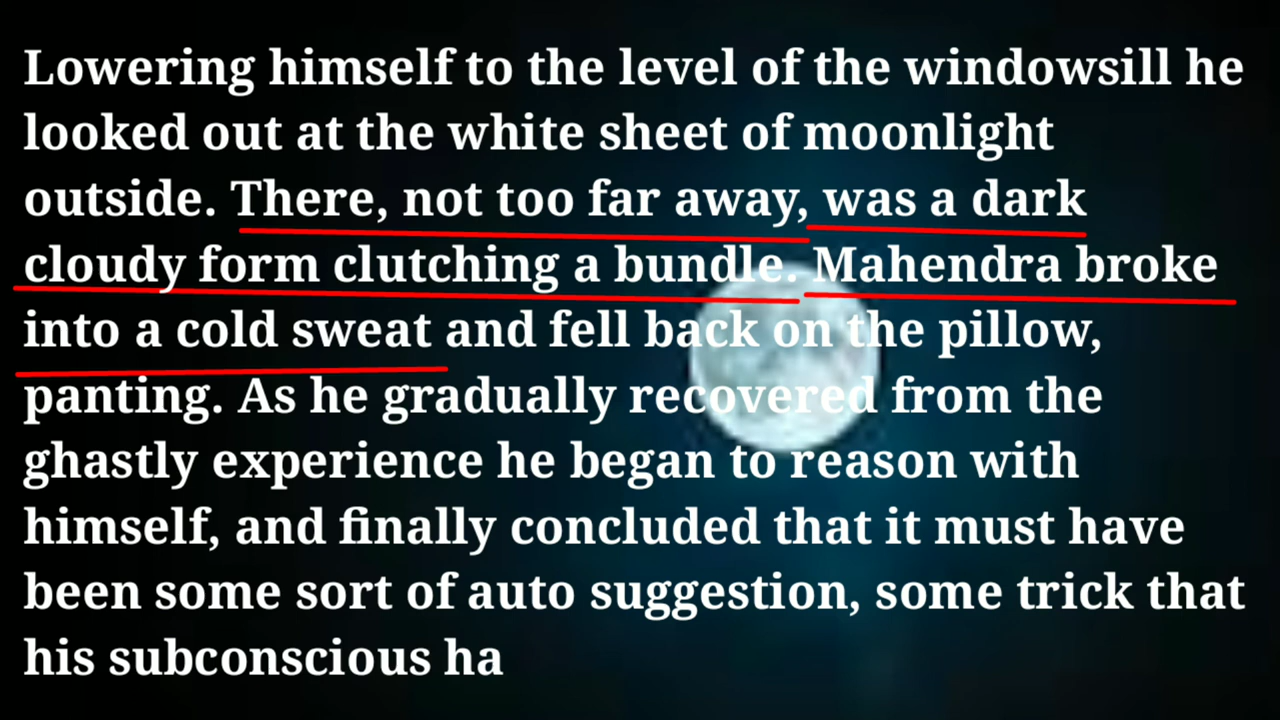 Lowering himself to the level of the windowsill he
looked out at the white sheet of moonlight
outside. There, not too far away, was a dark
cloudy form clutching a bundle. Mahendra broke
into a cold sweat and fell back on the pillow,
panting. As he gradually recovered from the
ghastly experience he began to reason with
himself, and finally concluded that it must have
been some sort of auto suggestion, some trick that
his subconscious ha